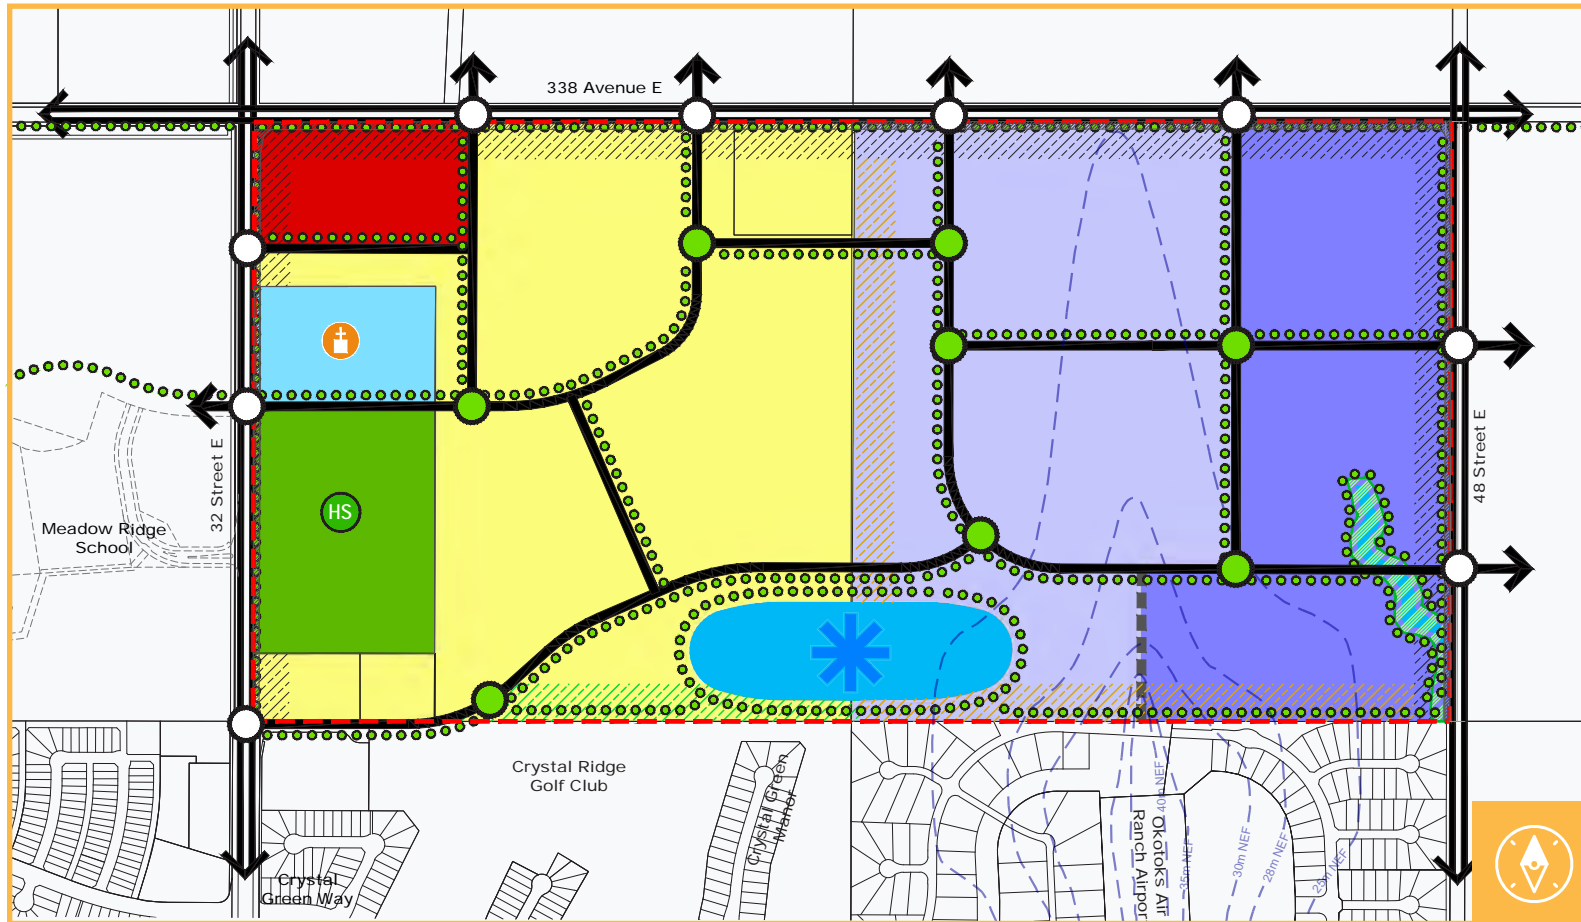 338 Avenue E
32 Street E
48 Street E
HS
Meadow Ridge
School
Crystal Ridge
Golf Club
Crystal Green
Manor
Crystal
Green Way
Okotoks Air
Ranch Airpor
40m NEF
35m NEF
30m NEF
28m NEF
25m NEF